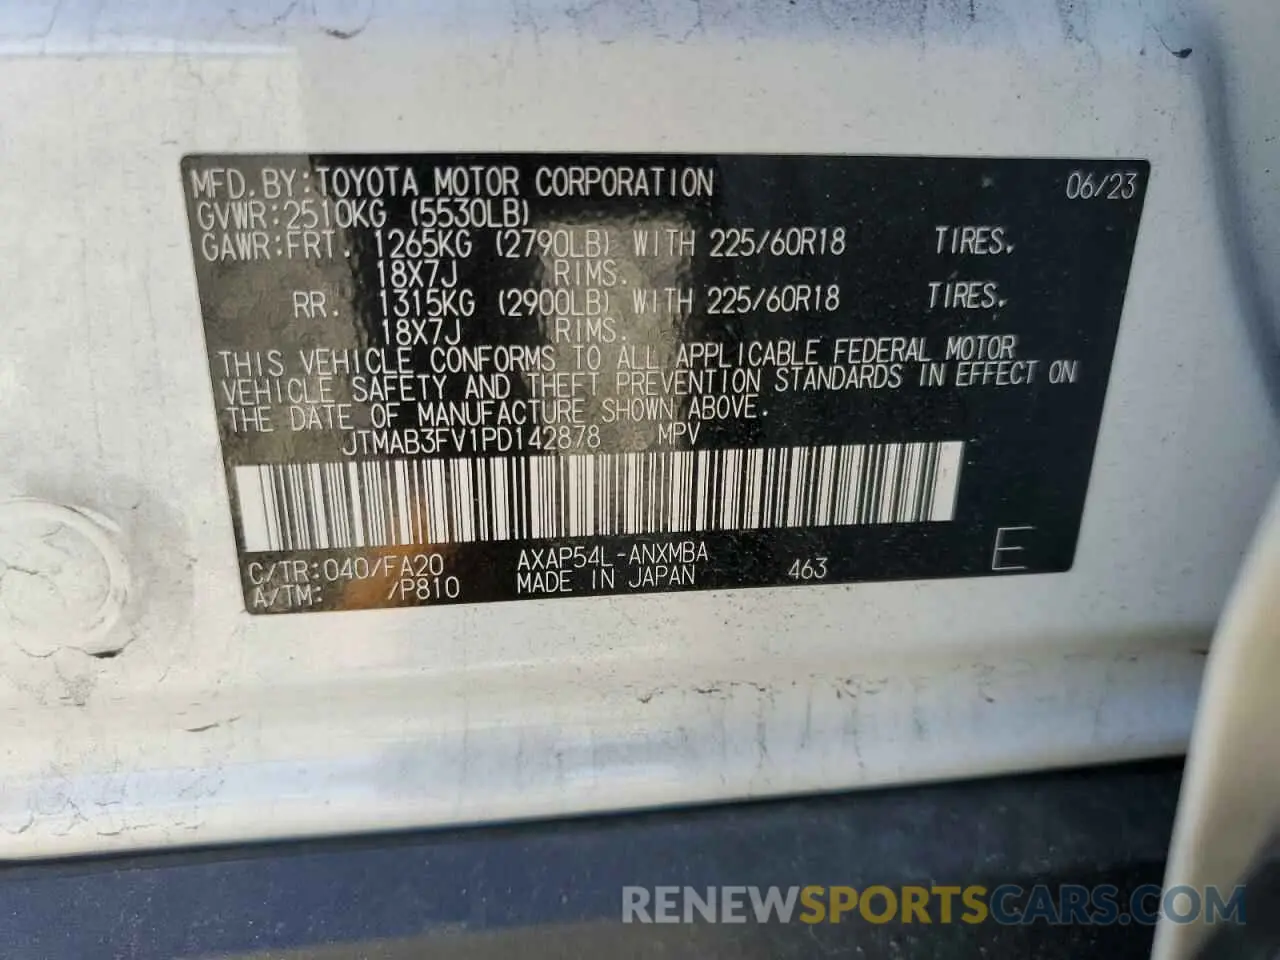 MFD. BY: TOYOTA MOTOR CORPORATION 06/23
GVWR: 2510KG (5530LB)
GAWR: FRT. 1265KG (2790LB) WITH 225/60R18 TIRES,
18X7J RIMS.
RR. 1315KG (2900LB) WITH 225/60R18 TIRES,
18X7J RIMS.
THIS VEHICLE CONFORMS TO ALL APPLICABLE FEDERAL MOTOR
VEHICLE SAFETY AND THEFT PREVENTION STANDARDS IN EFFECT ON
THE DATE OF MANUFACTURE SHOWN ABOVE.
JTMAB3FV1PD142878 MPV
C/TR: 040/FA20 AXAP54L-ANXMBA
A/TM: /P810 MADE IN JAPAN 463 E
RENEWSPORTSCARS.COM